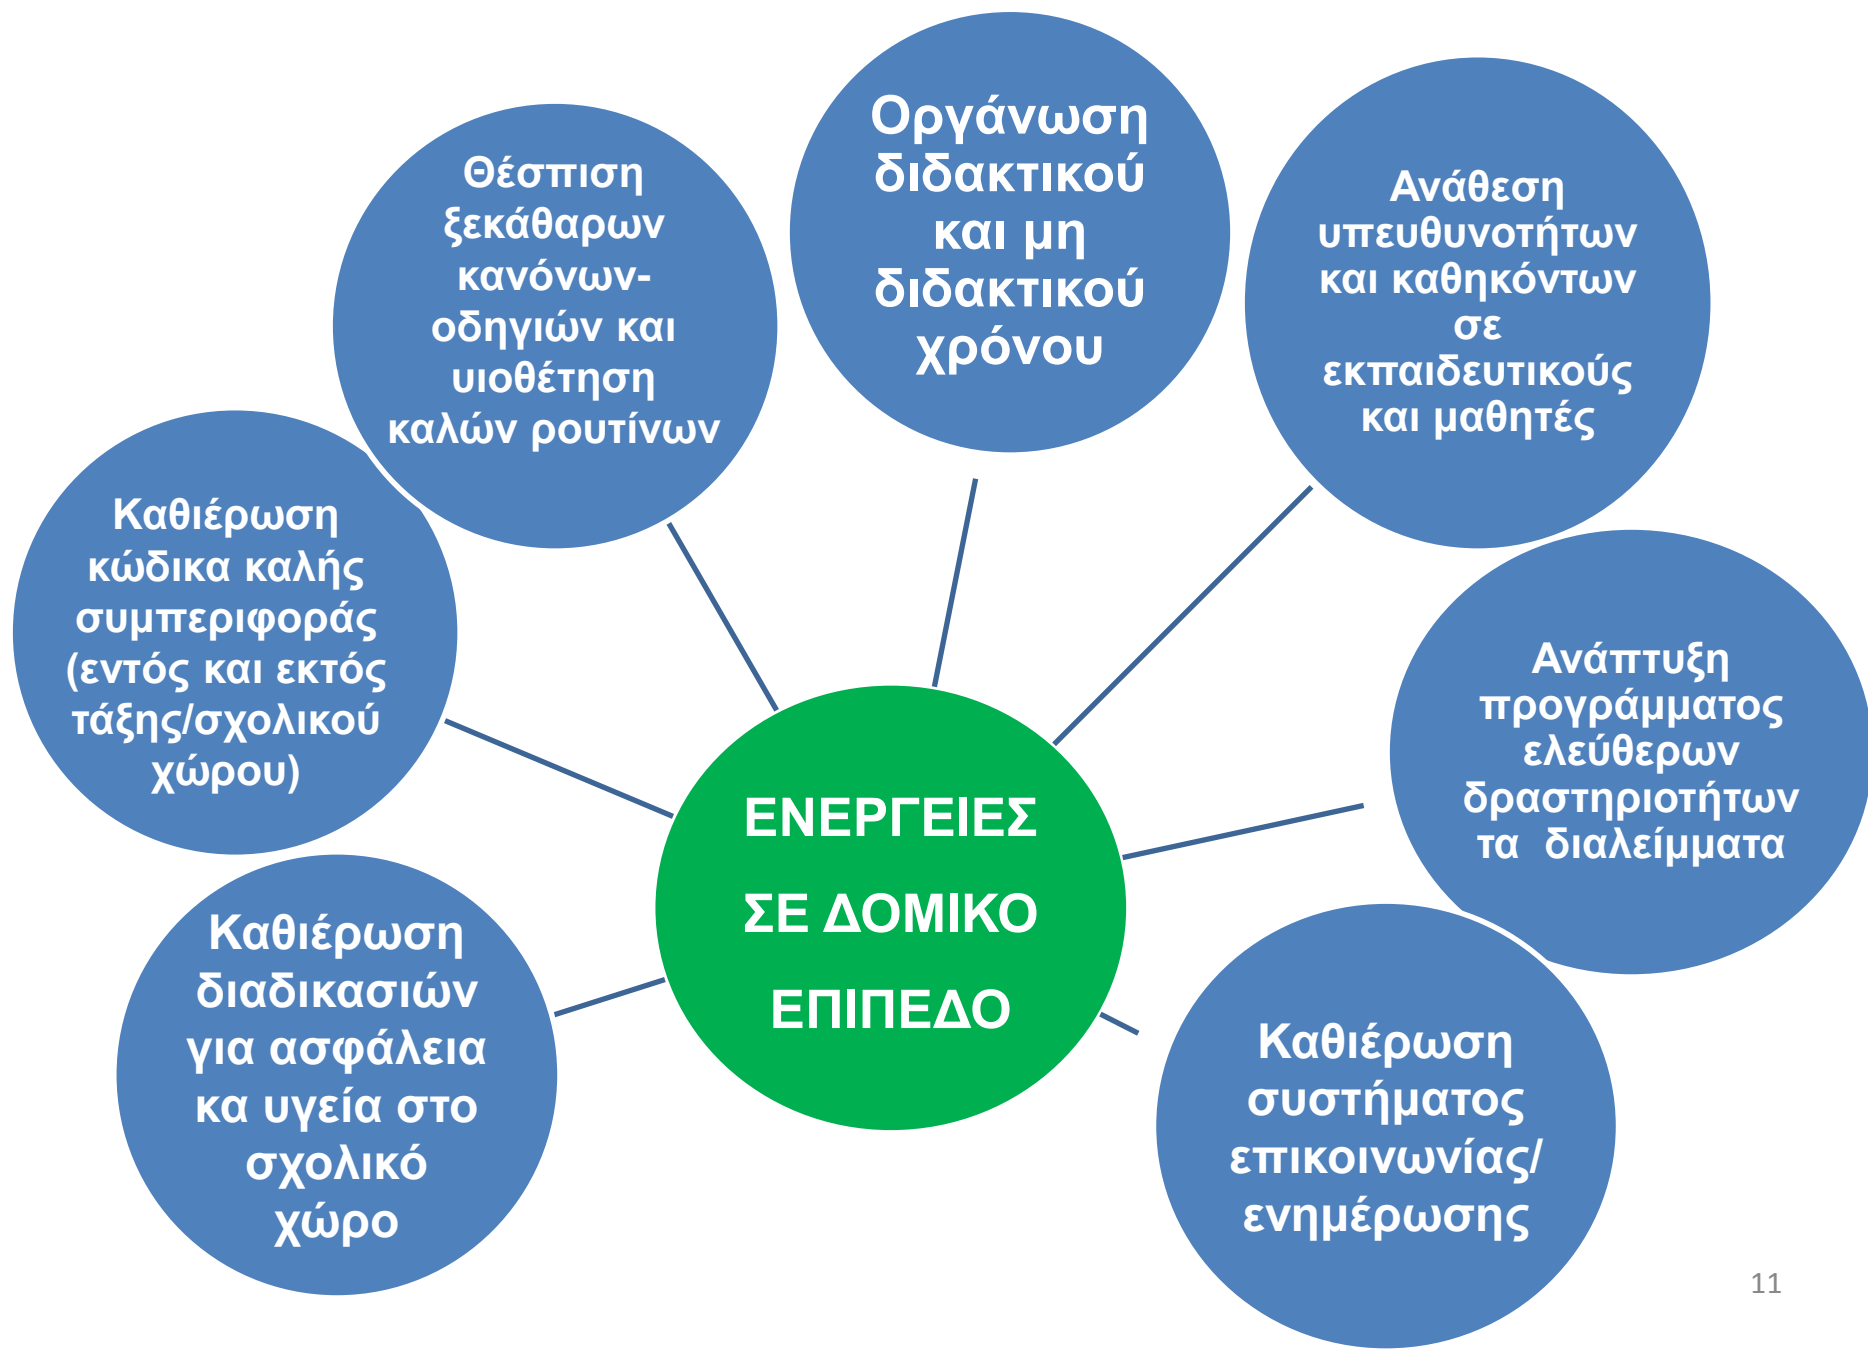 Οργάνωση
διδακτικού
και μη
διδακτικού
χρόνου
Ανάθεση
υπευθυνοτήτων
και καθηκόντων
σε
εκπαιδευτικούς
και μαθητές
Ανάπτυξη
προγράμματος
ελεύθερων
δραστηριοτήτων
τα διαλείμματα
Καθιέρωση
συστήματος
επικοινωνίας/
ενημέρωσης
Καθιέρωση
διαδικασιών
για ασφάλεια
κα υγεία στο
σχολικό
χώρο
Καθιέρωση
κώδικα καλής
συμπεριφοράς
(εντός και εκτός
τάξης/σχολικού
χώρου)
Θέσπιση
ξεκάθαρων
κανόνων-
οδηγιών και
υιοθέτηση
καλών ρουτίνων
ΕΝΕΡΓΕΙΕΣ
ΣΕ ΔΟΜΙΚΟ
ΕΠΙΠΕΔΟ
11